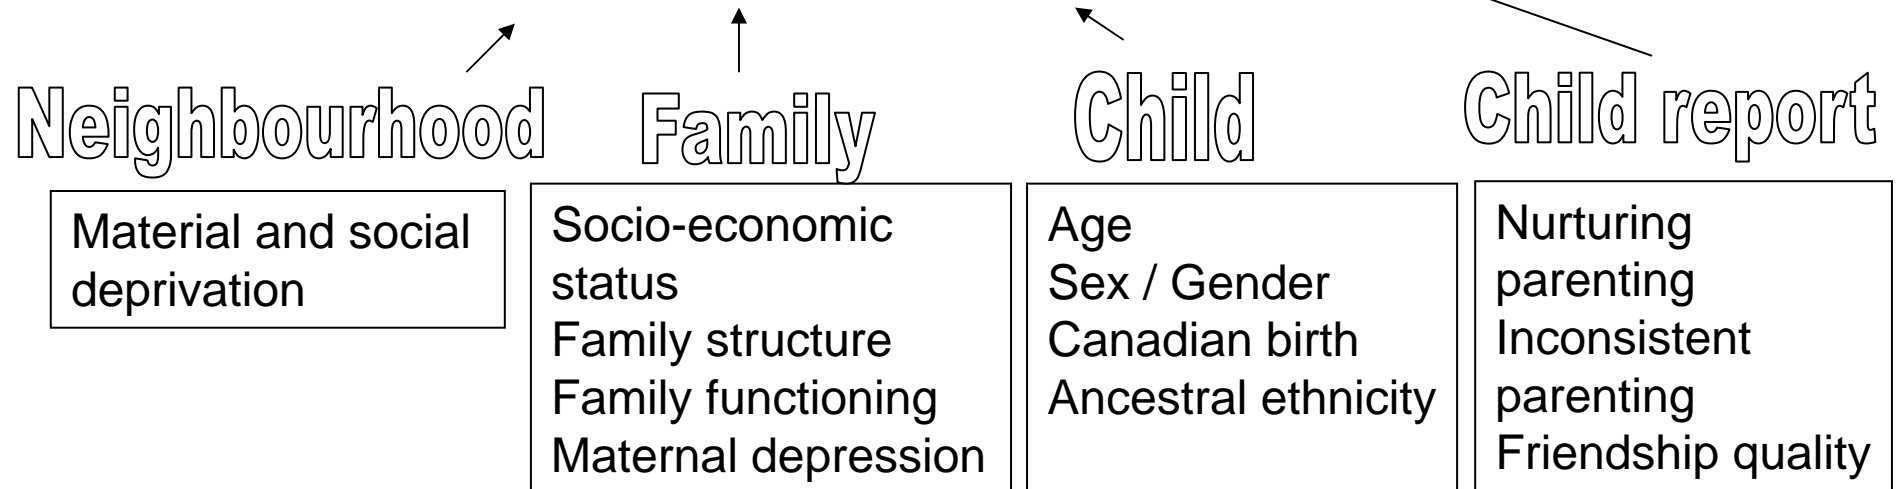 Neighbourhood
Family
Child
Child report
Material and social
deprivation
Socio-economic
status
Family structure
Family functioning
Maternal depression
Age
Sex / Gender
Canadian birth
Ancestral ethnicity
Nurturing
parenting
Inconsistent
parenting
Friendship quality